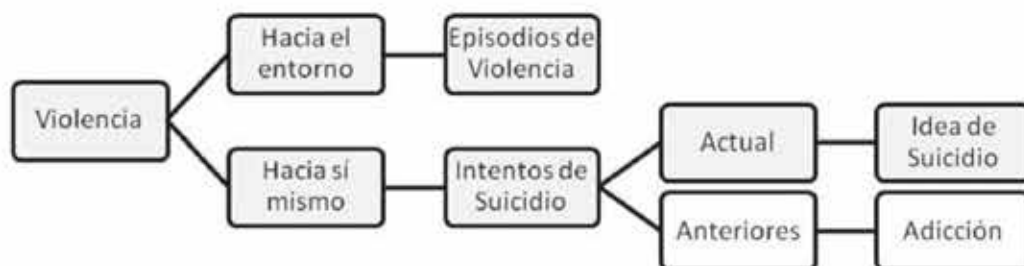 Violencia
Hacia el
entorno
Episodios de
Violencia
Hacia sí
mismo
Intentos de
Suicidio
Actual
Idea de
Suicidio
Anteriores
Adicción